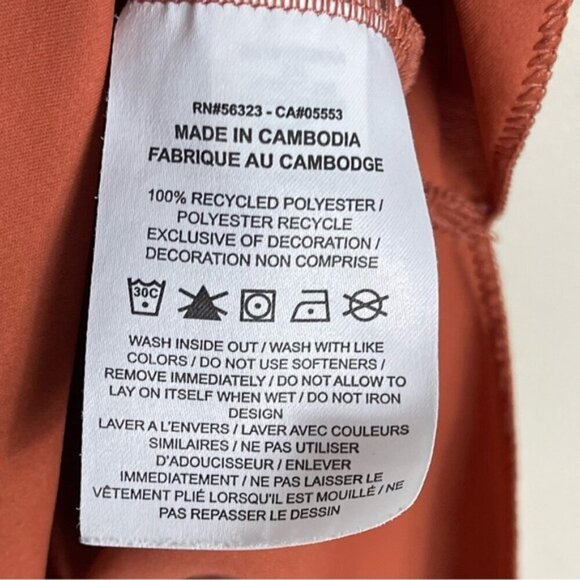 RN#56323 - CA#05553
MADE IN CAMBODIA
FABRIQUE AU CAMBODGE
100% RECYCLED POLYESTER /
POLYESTER RECYCLE
EXCLUSIVE OF DECORATION /
DECORATION NON COMPRISE
30C
WASH INSIDE OUT / WASH WITH LIKE
COLORS / DO NOT USE SOFTENERS /
REMOVE IMMEDIATELY / DO NOT ALLOW TO
LAY ON ITSELF WHEN WET / DO NOT IRON
DESIGN
LAVER A L'ENVERS / LAVER AVEC COULEURS
SIMILAIRES / NE PAS UTILISER
D'ADOUCISSEUR / ENLEVER
IMMEDIATEMENT / NE PAS LAISSER LE
VÊTEMENT PLIÉ LORSQU'IL EST MOUILLÉ / NE
PAS REPASSER LE DESSIN